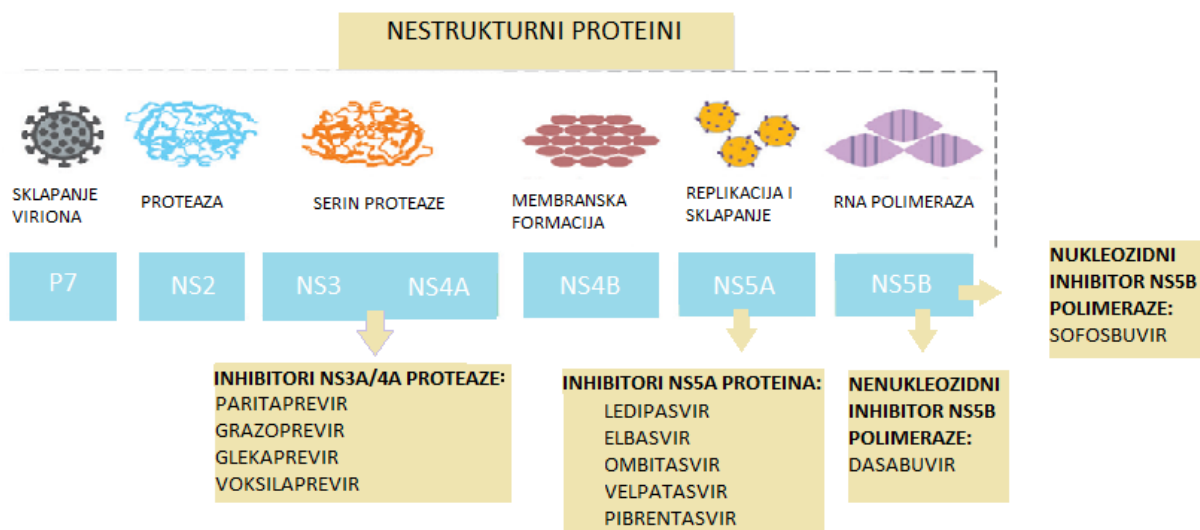 NESTRUKTURNI PROTEINI
SKLAPANJE
VIRIONA
PROTEAZA
SERIN PROTEAZE
MEMBRANSKA
FORMACIJA
REPLIKACIJA I
SKLAPANJE
RNA POLIMERAZA
P7
NS2
NS3
NS4A
NS4B
NS5A
NS5B
NUKLEOZIDNI
INHIBITOR NS5B
POLIMERAZE:
SOFOSBUVIR
INHIBITORI NS3A/4A PROTEAZE:
PARITAPREVIR
GRAZOPREVIR
GLEKAPREVIR
VOKSILAPREVIR
INHIBITORI NS5A PROTEINA:
LEDIPASVIR
ELBASVIR
OMBITASVIR
VELPATASVIR
PIBRENTASVIR
NENUKLEOZIDNI
INHIBITOR NS5B
POLIMERAZE:
DASABUVIR